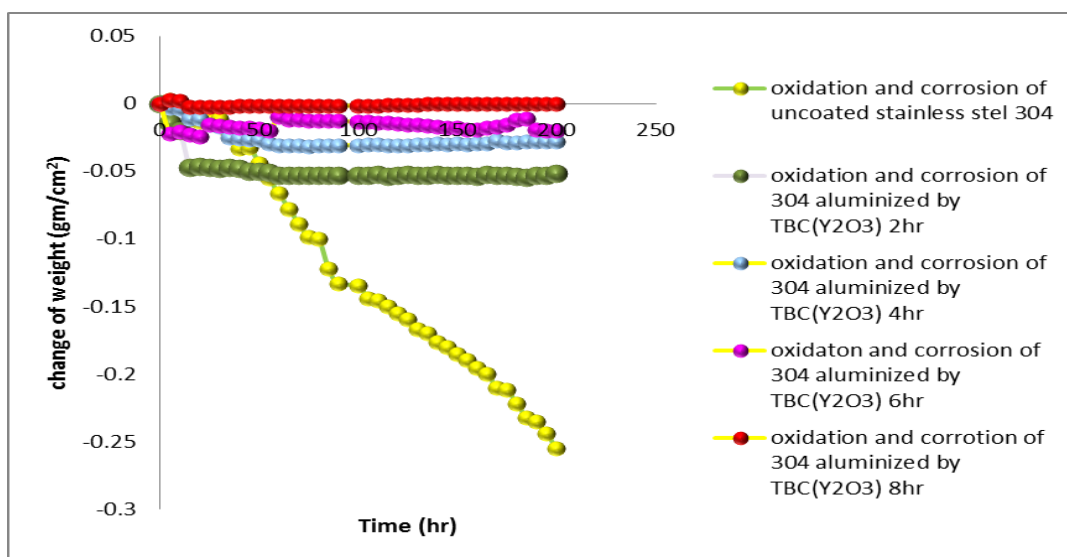 0.05
0
-0.05
-0.1
-0.15
-0.2
-0.25
-0.3
0
50
100
150
200
250
change of weight (gm/cm²)
Time (hr)
oxidation and corrosion of
uncoated stainless stel 304
oxidation and corrosion of
304 aluminized by
TBC(Y2O3) 2hr
oxidation and corrosion of
304 aluminized by
TBC(Y2O3) 4hr
oxidaton and corrosion of
304 aluminized by
TBC(Y2O3) 6hr
oxidation and corrotion of
304 aluminized by
TBC(Y2O3) 8hr